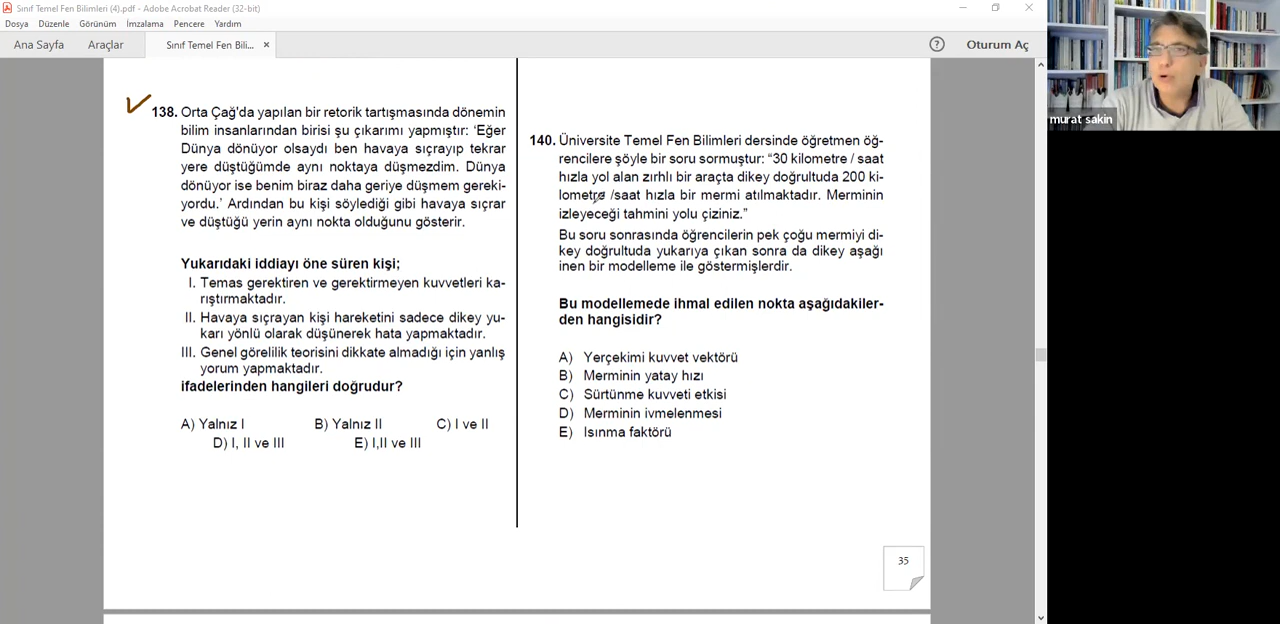 Sınıf Temel Fen Bilimleri (4).pdf - Adobe Acrobat Reader (32-bit)
Dosya Düzenle Görünüm İmzalama Pencere Yardım
Ana Sayfa Araçlar Sınıf Temel Fen Bili... × ? Oturum Aç
murat sakin
138. Orta Çağ'da yapılan bir retorik tartışmasında dönemin
bilim insanlarından birisi şu çıkarımı yapmıştır: 'Eğer
Dünya dönüyor olsaydı ben havaya sıçrayıp tekrar
yere düştüğümde aynı noktaya düşmezdim. Dünya
dönüyor ise benim biraz daha geriye düşmem gereki-
yordu.' Ardından bu kişi söylediği gibi havaya sıçrar
ve düştüğü yerin aynı nokta olduğunu gösterir.
Yukarıdaki iddiayı öne süren kişi;
I. Temas gerektiren ve gerektirmeyen kuvvetleri ka-
rıştırmaktadır.
II. Havaya sıçrayan kişi hareketini sadece dikey yu-
karı yönlü olarak düşünerek hata yapmaktadır.
III. Genel görelilik teorisini dikkate almadığı için yanlış
yorum yapmaktadır.
ifadelerinden hangileri doğrudur?
A) Yalnız I B) Yalnız II C) I ve II
D) I, II ve III E) I,II ve III
140. Üniversite Temel Fen Bilimleri dersinde öğretmen öğ-
rencilere şöyle bir soru sormuştur: “30 kilometre / saat
hızla yol alan zırhlı bir araçta dikey doğrultuda 200 ki-
lometre /saat hızla bir mermi atılmaktadır. Merminin
izleyeceği tahmini yolu çiziniz.”
Bu soru sonrasında öğrencilerin pek çoğu mermiyi di-
key doğrultuda yukarıya çıkan sonra da dikey aşağı
inen bir modelleme ile göstermişlerdir.
Bu modellemede ihmal edilen nokta aşağıdakiler-
den hangisidir?
A) Yerçekimi kuvvet vektörü
B) Merminin yatay hızı
C) Sürtünme kuvveti etkisi
D) Merminin ivmelenmesi
E) Isınma faktörü
35